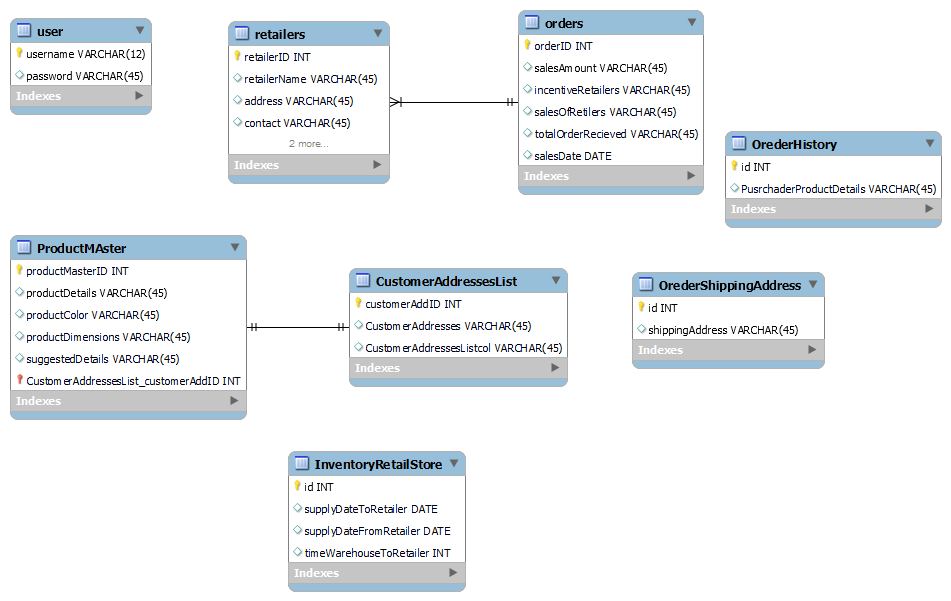 user
username VARCHAR(12)
password VARCHAR(45)
Indexes
retailers
retailerID INT
retailerName VARCHAR(45)
address VARCHAR(45)
contact VARCHAR(45)
2 more...
Indexes
orders
orderID INT
salesAmount VARCHAR(45)
incentiveRetailers VARCHAR(45)
salesOfRetilers VARCHAR(45)
totalOrderRecieved VARCHAR(45)
salesDate DATE
Indexes
OrederHistory
id INT
PusrchaderProductDetails VARCHAR(45)
Indexes
ProductMAster
productMasterID INT
productDetails VARCHAR(45)
productColor VARCHAR(45)
productDimensions VARCHAR(45)
suggestedDetails VARCHAR(45)
CustomerAddressesList_customerAddID INT
Indexes
CustomerAddressesList
customerAddID INT
CustomerAddresses VARCHAR(45)
CustomerAddressesListcol VARCHAR(45)
Indexes
OrederShippingAddress
id INT
shippingAddress VARCHAR(45)
Indexes
InventoryRetailStore
id INT
supplyDateToRetailer DATE
supplyDateFromRetailer DATE
timeWarehouseToRetailer INT
Indexes